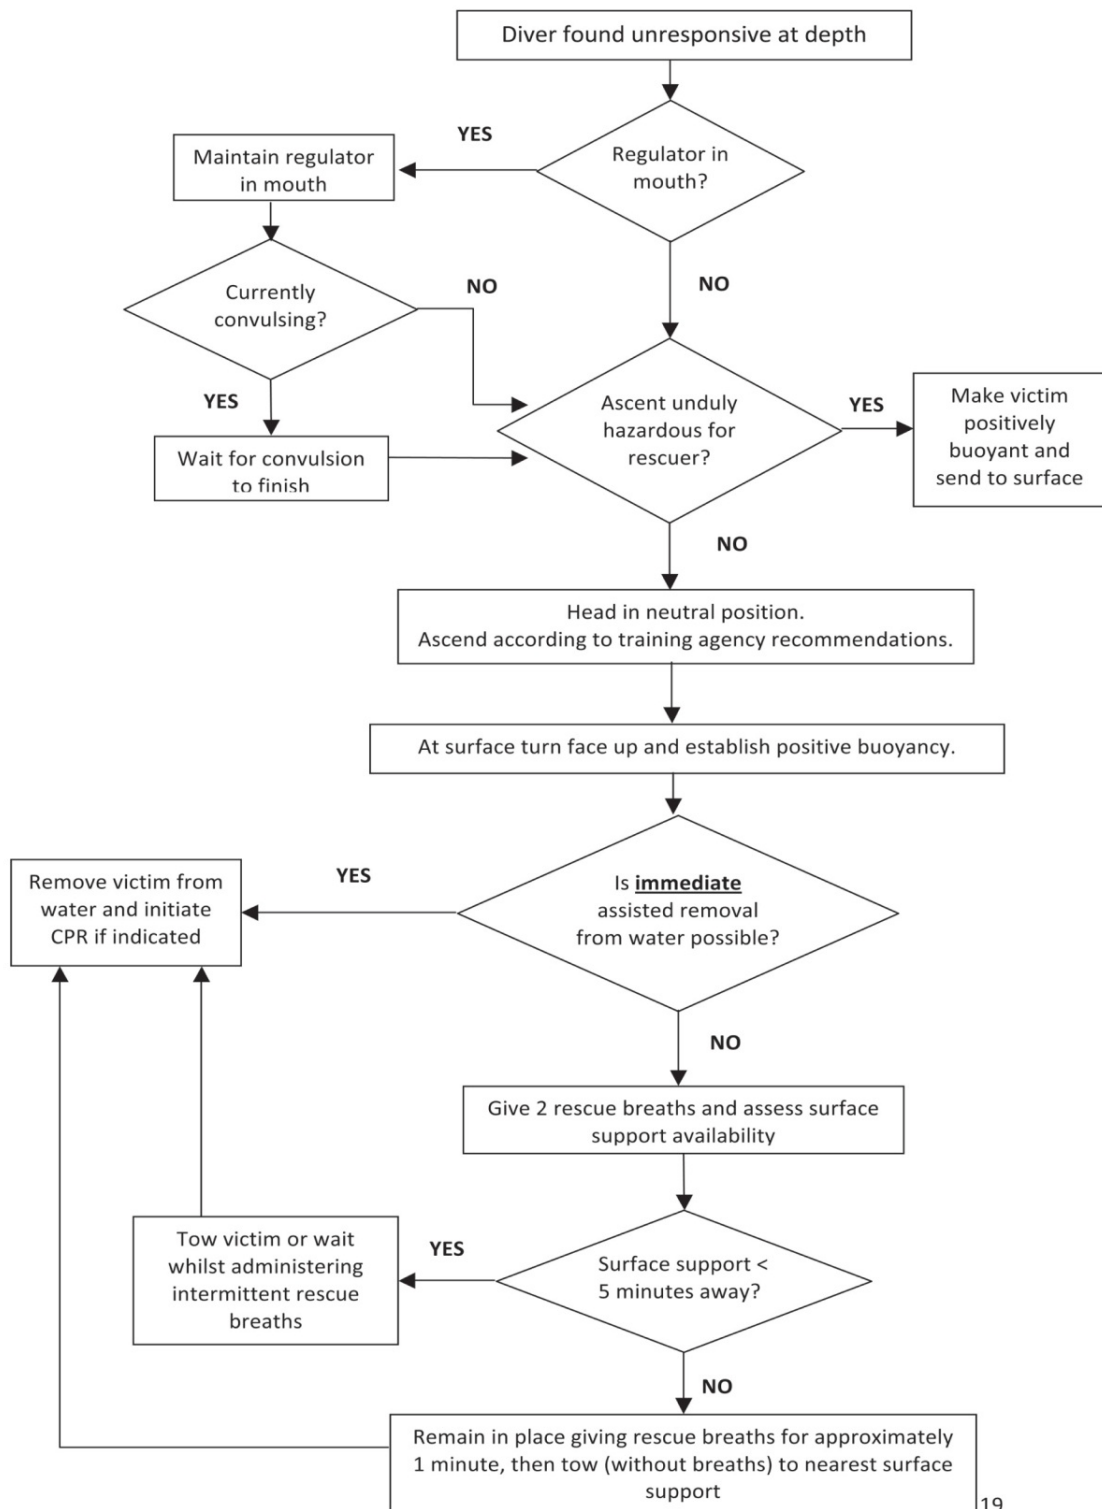 Diver found unresponsive at depth
YES
Regulator in
mouth?
Maintain regulator
in mouth
NO
NO
Currently
convulsing?
YES
Wait for convulsion
to finish
Ascent unduly
hazardous for
rescuer?
YES
Make victim
positively
buoyant and
send to surface
NO
Head in neutral position.
Ascend according to training agency recommendations.
At surface turn face up and establish positive buoyancy.
Is immediate
assisted removal
from water possible?
YES
Remove victim from
water and initiate
CPR if indicated
NO
Give 2 rescue breaths and assess surface
support availability
Surface support <
5 minutes away?
YES
Tow victim or wait
whilst administering
intermittent rescue
breaths
NO
Remain in place giving rescue breaths for approximately
1 minute, then tow (without breaths) to nearest surface
support
19